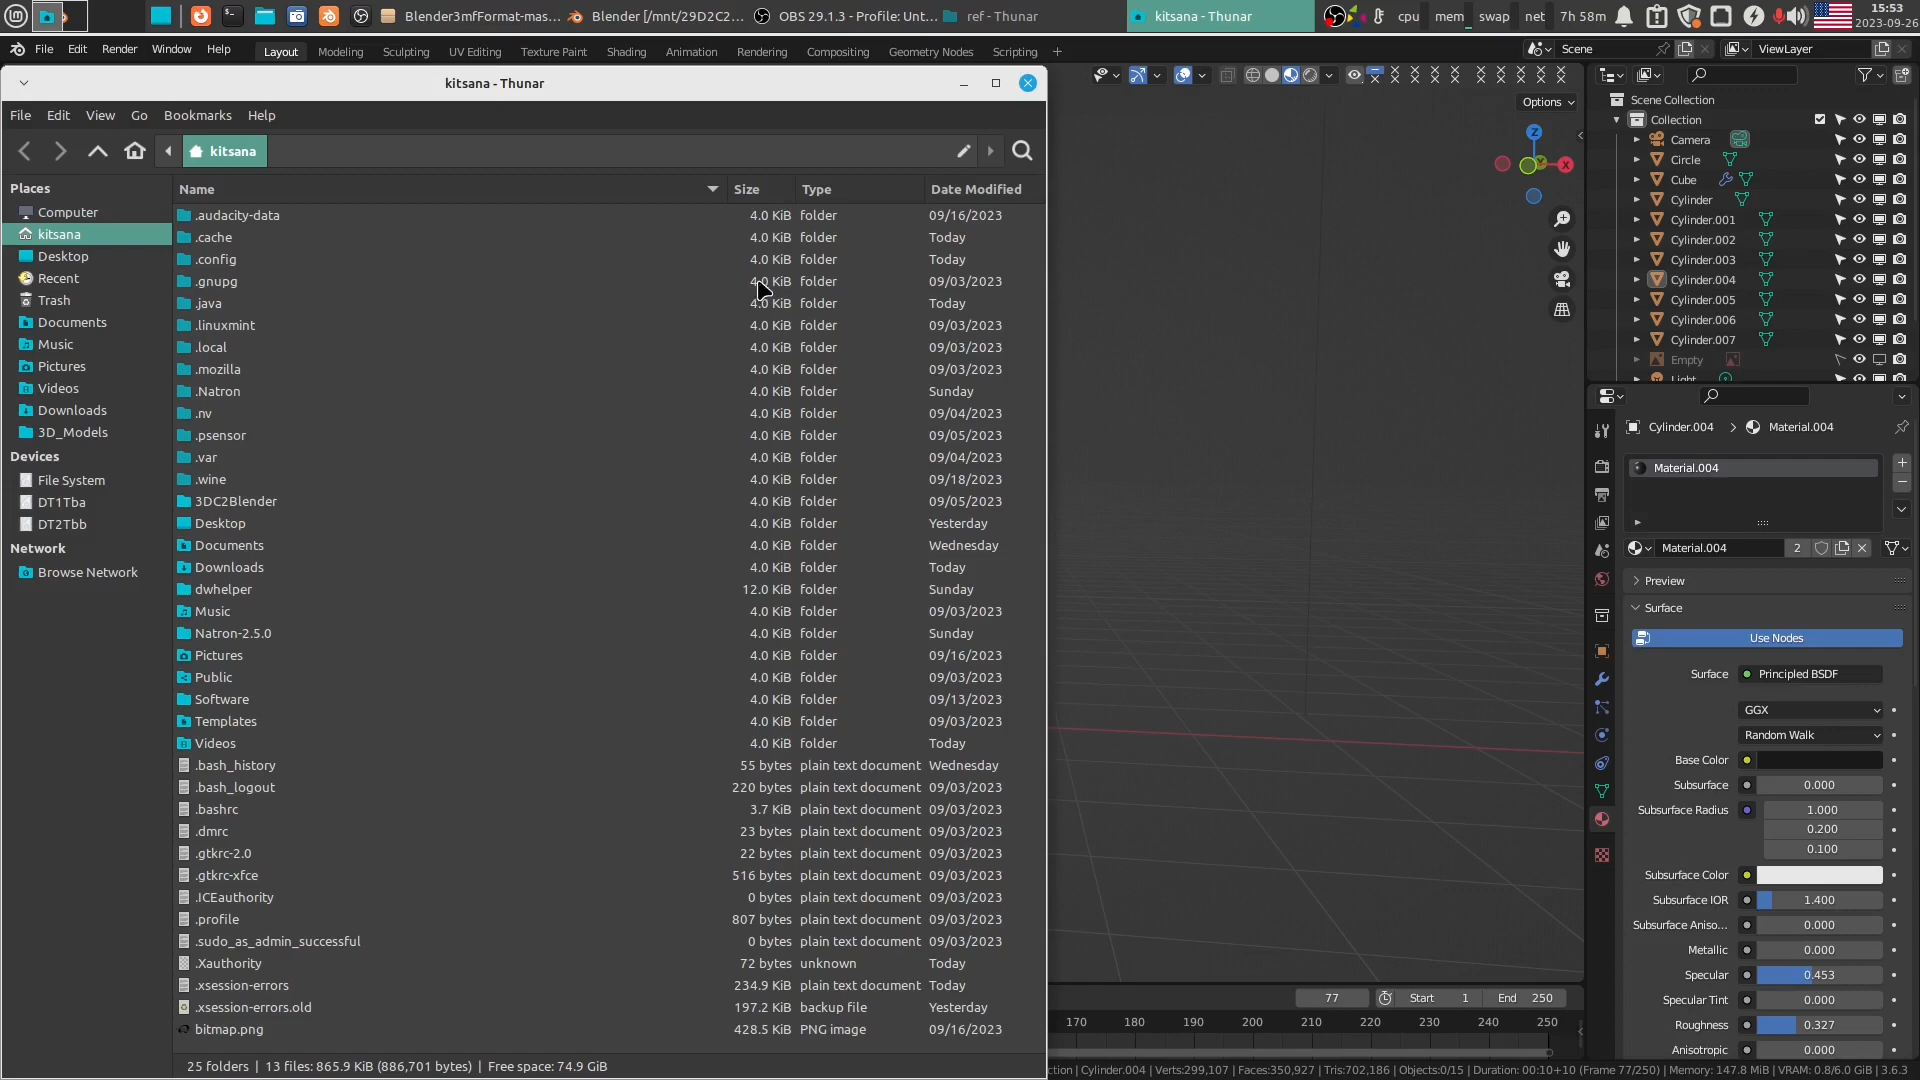 Blender3mfFormat-mas...
Blender [/mnt/29D2C2...
OBS 29.1.3 - Profile: Unt...
ref - Thunar
kitsana - Thunar
cpu
mem
swap
net
7h 58m
15:53
2023-09-26
File
Edit
Render
Window
Help
Layout
Modeling
Sculpting
UV Editing
Texture Paint
Shading
Animation
Rendering
Compositing
Geometry Nodes
Scripting
+
Scene
ViewLayer
kitsana - Thunar
File Edit View Go Bookmarks Help
kitsana
Places
Computer
kitsana
Desktop
Recent
Trash
Documents
Music
Pictures
Videos
Downloads
3D_Models
Devices
File System
DT1Tba
DT2Tbb
Network
Browse Network
Name Size Type Date Modified
.audacity-data 4.0 KiB folder 09/16/2023
.cache 4.0 KiB folder Today
.config 4.0 KiB folder Today
.gnupg 4.0 KiB folder 09/03/2023
.java 4.0 KiB folder Today
.linuxmint 4.0 KiB folder 09/03/2023
.local 4.0 KiB folder 09/03/2023
.mozilla 4.0 KiB folder 09/03/2023
.Natron 4.0 KiB folder Sunday
.nv 4.0 KiB folder 09/04/2023
.psensor 4.0 KiB folder 09/05/2023
.var 4.0 KiB folder 09/04/2023
.wine 4.0 KiB folder 09/18/2023
3DC2Blender 4.0 KiB folder 09/05/2023
Desktop 4.0 KiB folder Yesterday
Documents 4.0 KiB folder Wednesday
Downloads 4.0 KiB folder Today
dwhelper 12.0 KiB folder Sunday
Music 4.0 KiB folder 09/03/2023
Natron-2.5.0 4.0 KiB folder Sunday
Pictures 4.0 KiB folder 09/16/2023
Public 4.0 KiB folder 09/03/2023
Software 4.0 KiB folder 09/13/2023
Templates 4.0 KiB folder 09/03/2023
Videos 4.0 KiB folder Today
.bash_history 55 bytes plain text document Wednesday
.bash_logout 220 bytes plain text document 09/03/2023
.bashrc 3.7 KiB plain text document 09/03/2023
.dmrc 23 bytes plain text document 09/03/2023
.gtkrc-2.0 22 bytes plain text document 09/03/2023
.gtkrc-xfce 516 bytes plain text document 09/03/2023
.ICEauthority 0 bytes plain text document 09/03/2023
.profile 807 bytes plain text document 09/03/2023
.sudo_as_admin_successful 0 bytes plain text document 09/03/2023
.Xauthority 72 bytes unknown Today
.xsession-errors 234.9 KiB plain text document Today
.xsession-errors.old 197.2 KiB backup file Yesterday
bitmap.png 428.5 KiB PNG image 09/16/2023
25 folders | 13 files: 865.9 KiB (886,701 bytes) | Free space: 74.9 GiB
Options
Z
X
Scene Collection
Collection
Camera
Circle
Cube
Cylinder
Cylinder.001
Cylinder.002
Cylinder.003
Cylinder.004
Cylinder.005
Cylinder.006
Cylinder.007
Empty
Light
Cylinder.004 > Material.004
Material.004
Material.004 2
Preview
Surface
Use Nodes
Surface Principled BSDF
GGX
Random Walk
Base Color
Subsurface 0.000
Subsurface Radius 1.000
0.200
0.100
Subsurface Color
Subsurface IOR 1.400
Subsurface Aniso... 0.000
Metallic 0.000
Specular 0.453
Specular Tint 0.000
Roughness 0.327
Anisotropic 0.000
77 Start 1 End 250
170 180 190 200 210 220 230 240 250
ction | Cylinder.004 | Verts:299,107 | Faces:350,927 | Tris:702,186 | Objects:0/15 | Duration: 00:10+10 (Frame 77/250) | Memory: 147.8 MiB | VRAM: 0.8/6.0 GiB | 3.6.3